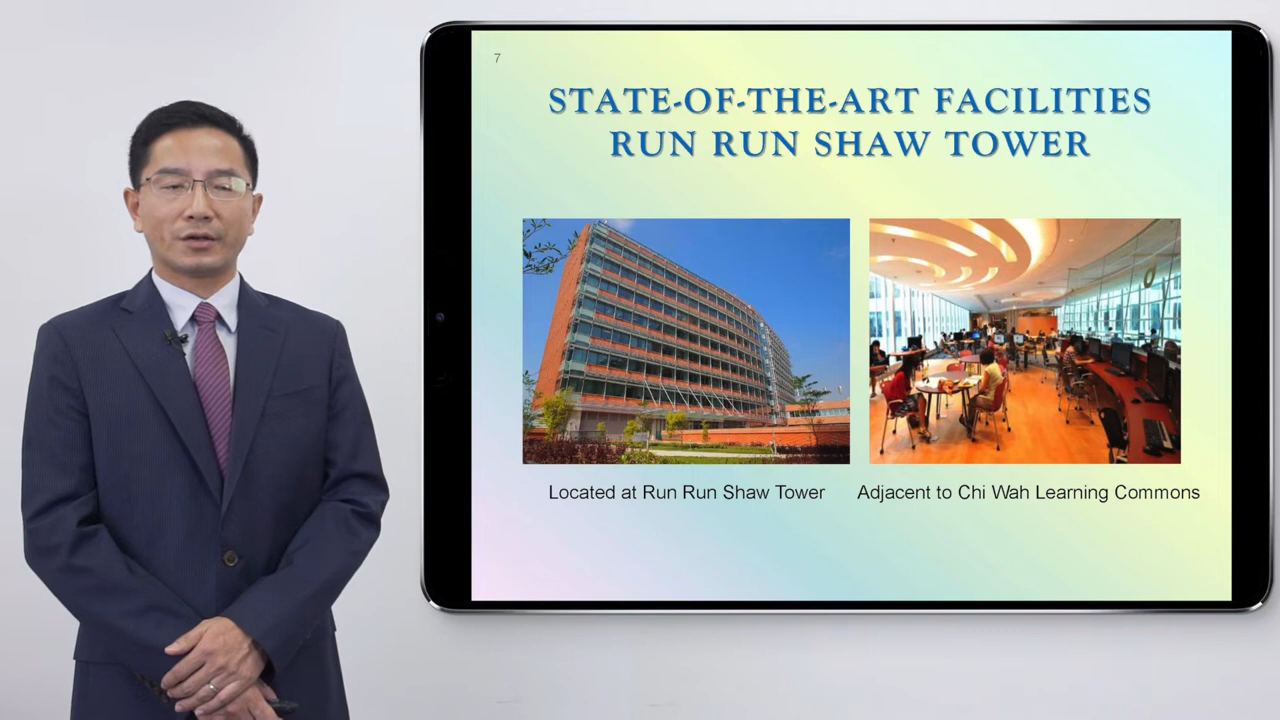 7
STATE-OF-THE-ART FACILITIES
RUN RUN SHAW TOWER
Located at Run Run Shaw Tower
Adjacent to Chi Wah Learning Commons